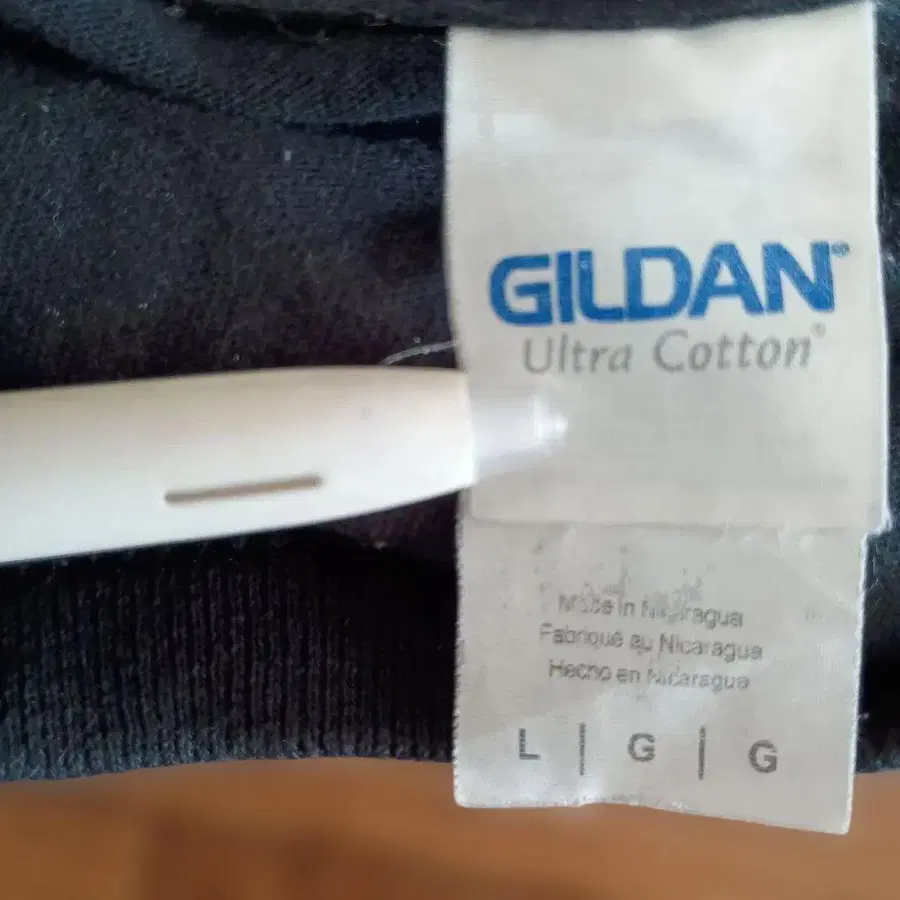 GILDAN®
Ultra Cotton®
Made in Nicaragua
Fabriqué au Nicaragua
Hecho en Nicaragua
L | G | G